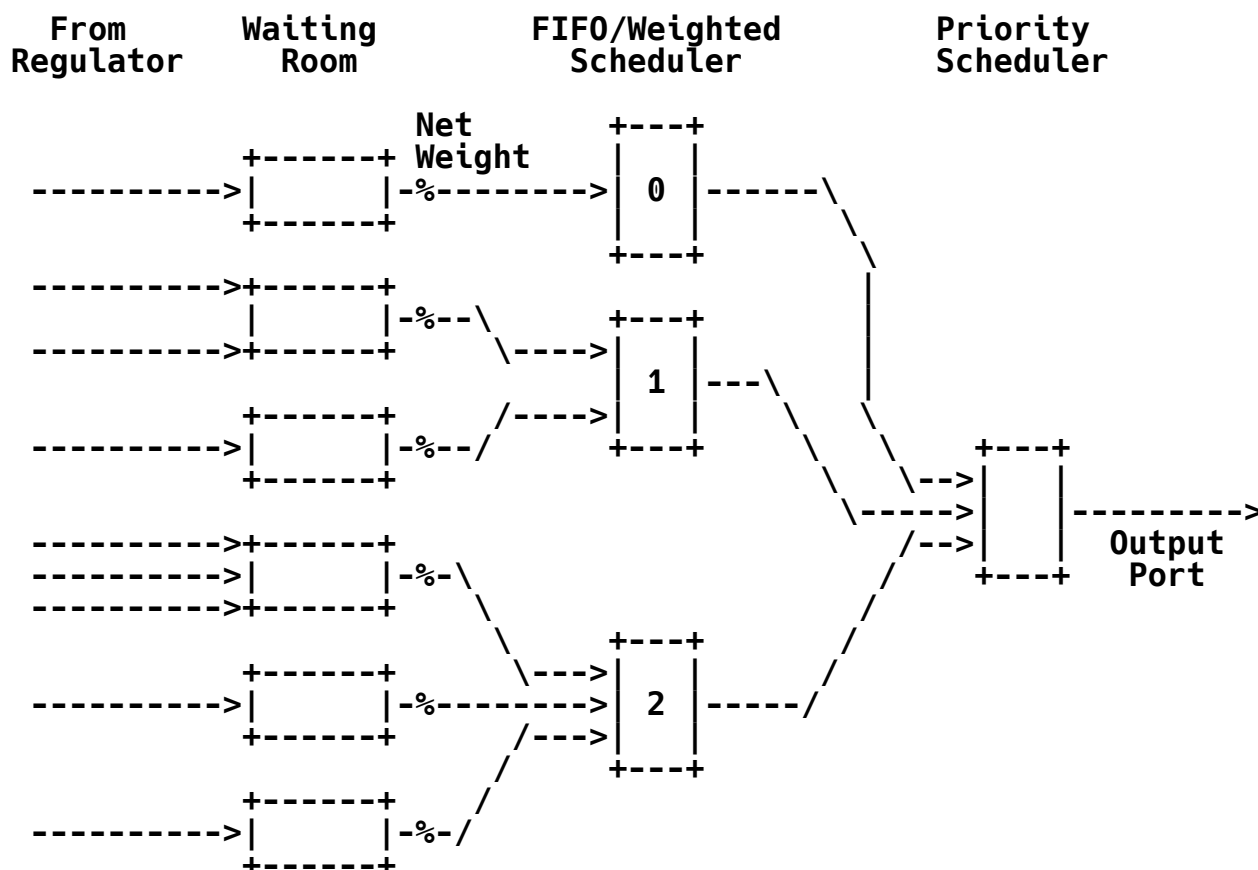 From Waiting FIFO/Weighted Priority
Regulator Room Scheduler Scheduler
Net
Weight
0
1
2
Output
Port